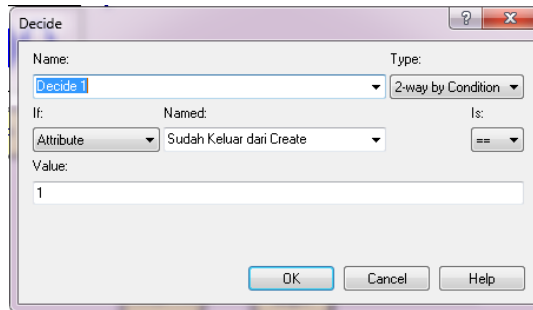 Decide
Name: Type:
Decide 1 2-way by Condition
If: Named: Is:
Attribute Sudah Keluar dari Create ==
Value:
1
OK Cancel Help